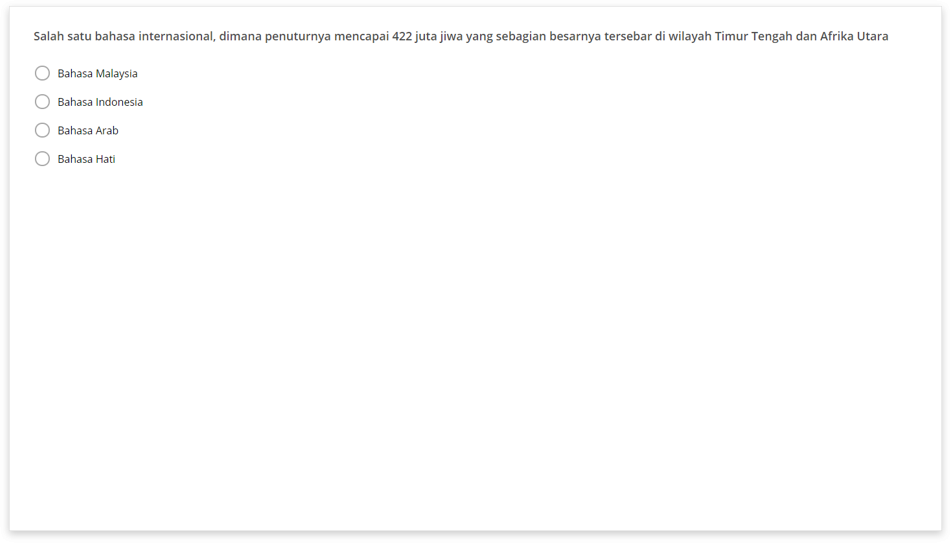 Salah satu bahasa internasional, dimana penuturnya mencapai 422 juta jiwa yang sebagian besarnya tersebar di wilayah Timur Tengah dan Afrika Utara
Bahasa Malaysia
Bahasa Indonesia
Bahasa Arab
Bahasa Hati